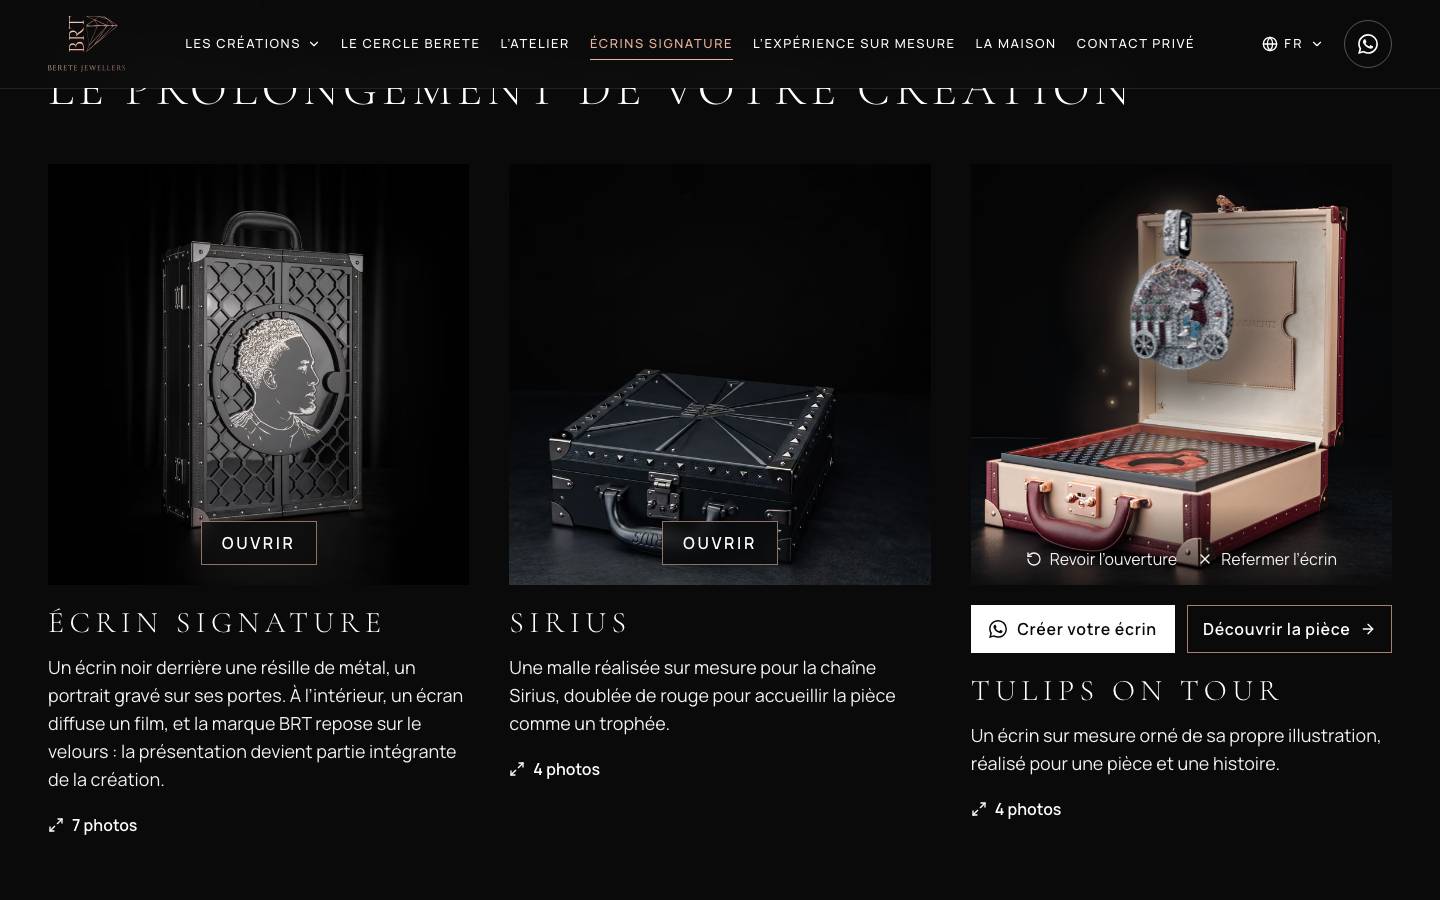 BRT
BERETE JEWELLERS
LES CRÉATIONS
LE CERCLE BERETE
L'ATELIER
ÉCRINS SIGNATURE
L'EXPÉRIENCE SUR MESURE
LA MAISON
CONTACT PRIVÉ
FR
LE PROLONGEMENT DE VOTRE CRÉATION
OUVRIR
OUVRIR
Revoir l'ouverture
Refermer l'écrin
ÉCRIN SIGNATURE
Un écrin noir derrière une résille de métal, un
portrait gravé sur ses portes. À l'intérieur, un écran
diffuse un film, et la marque BRT repose sur le
velours : la présentation devient partie intégrante
de la création.
7 photos
SIRIUS
Une malle réalisée sur mesure pour la chaîne
Sirius, doublée de rouge pour accueillir la pièce
comme un trophée.
4 photos
Créer votre écrin
Découvrir la pièce
TULIPS ON TOUR
Un écrin sur mesure orné de sa propre illustration,
réalisé pour une pièce et une histoire.
4 photos